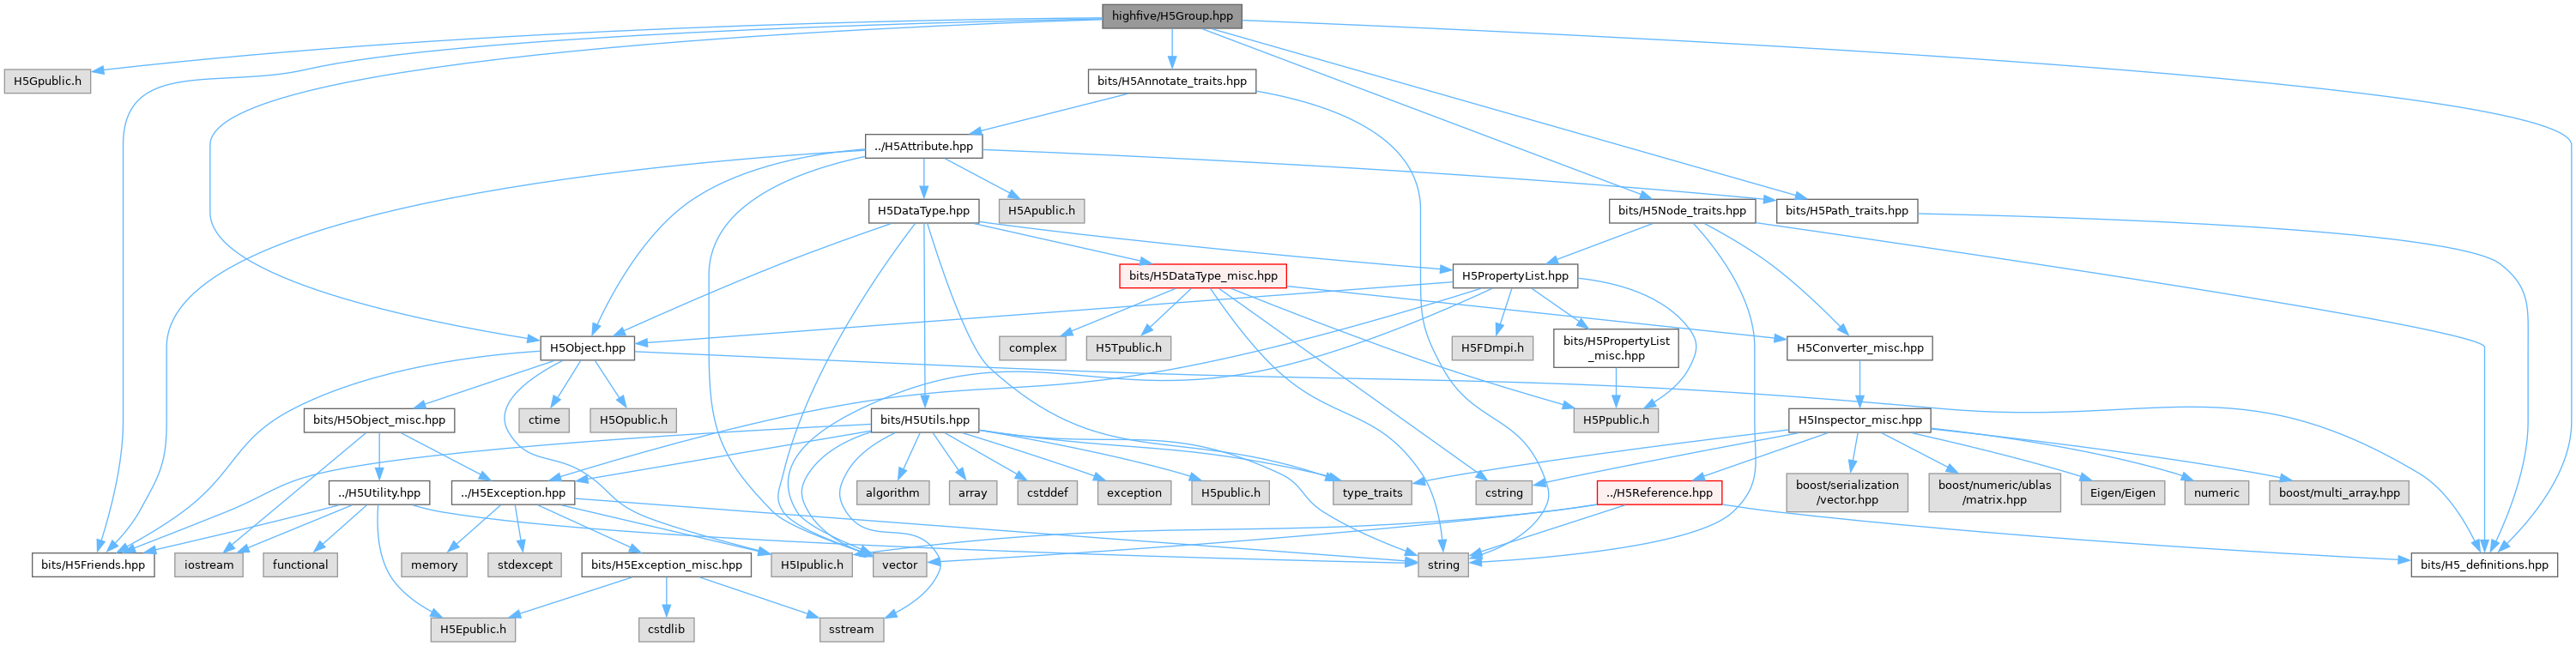 highfive/H5Group.hpp
H5Gpublic.h
bits/H5Annotate_traits.hpp
../H5Attribute.hpp
H5DataType.hpp
H5Apublic.h
bits/H5Node_traits.hpp
bits/H5Path_traits.hpp
bits/H5DataType_misc.hpp
H5PropertyList.hpp
H5Object.hpp
complex
H5Tpublic.h
H5FDmpi.h
bits/H5PropertyList
_misc.hpp
H5Converter_misc.hpp
bits/H5Object_misc.hpp
ctime
H5Opublic.h
bits/H5Utils.hpp
H5Ppublic.h
H5Inspector_misc.hpp
../H5Utility.hpp
../H5Exception.hpp
algorithm
array
cstddef
exception
H5public.h
type_traits
cstring
../H5Reference.hpp
boost/serialization
/vector.hpp
boost/numeric/ublas
/matrix.hpp
Eigen/Eigen
numeric
boost/multi_array.hpp
bits/H5Friends.hpp
iostream
functional
memory
stdexcept
bits/H5Exception_misc.hpp
H5Ipublic.h
vector
string
bits/H5_definitions.hpp
H5Epublic.h
cstdlib
sstream